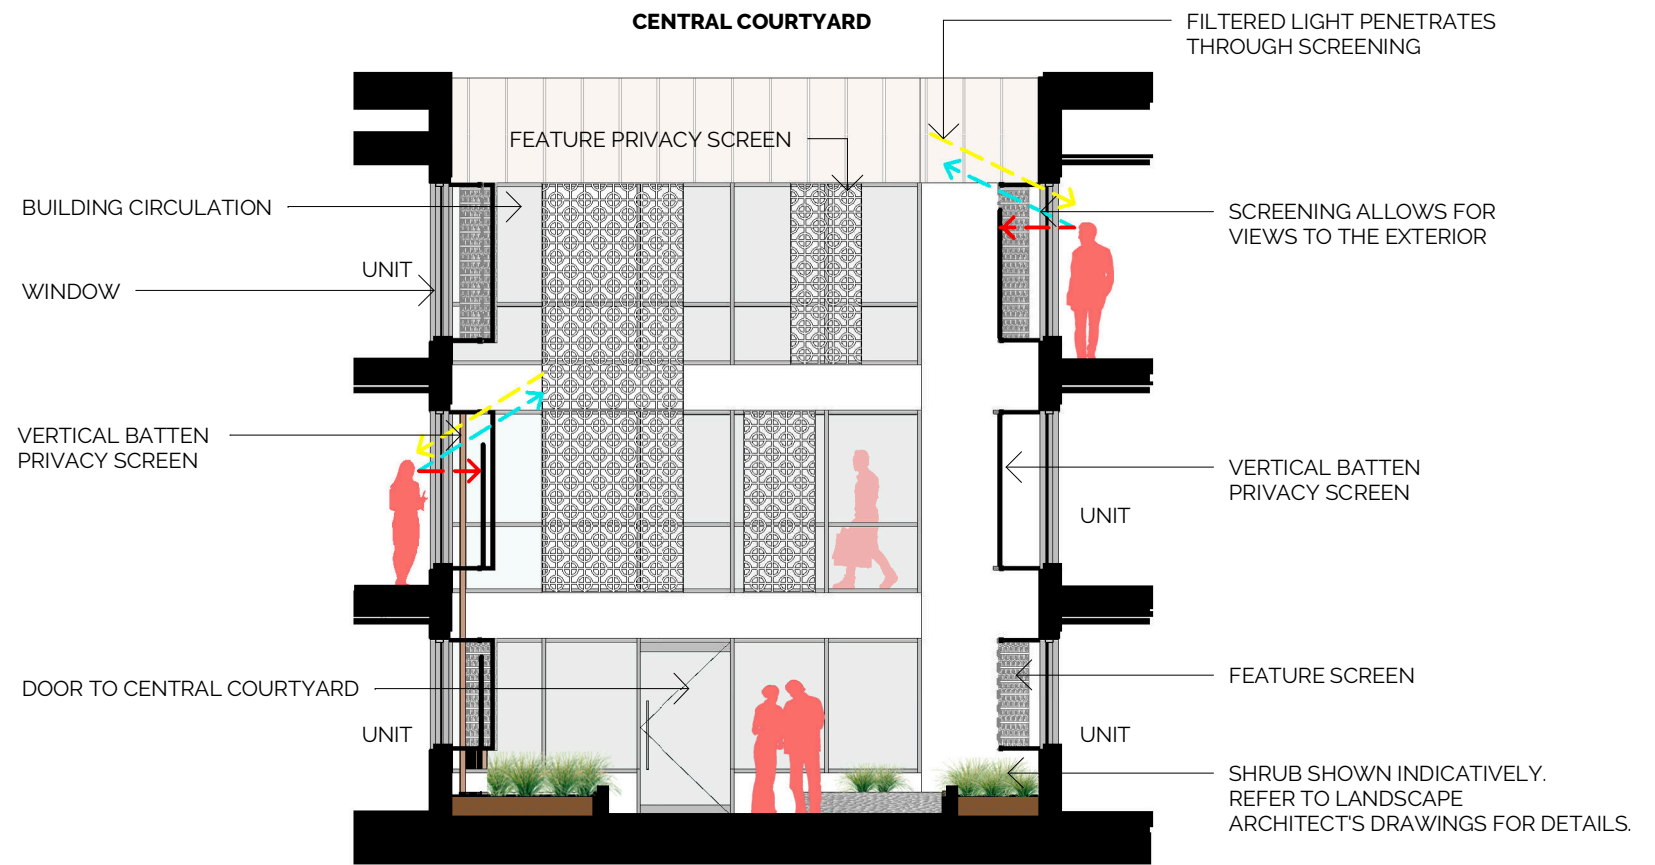 CENTRAL COURTYARD
FILTERED LIGHT PENETRATES
THROUGH SCREENING
FEATURE PRIVACY SCREEN
BUILDING CIRCULATION
SCREENING ALLOWS FOR
VIEWS TO THE EXTERIOR
UNIT
WINDOW
VERTICAL BATTEN
PRIVACY SCREEN
VERTICAL BATTEN
PRIVACY SCREEN
UNIT
DOOR TO CENTRAL COURTYARD
FEATURE SCREEN
UNIT
UNIT
SHRUB SHOWN INDICATIVELY.
REFER TO LANDSCAPE
ARCHITECT'S DRAWINGS FOR DETAILS.